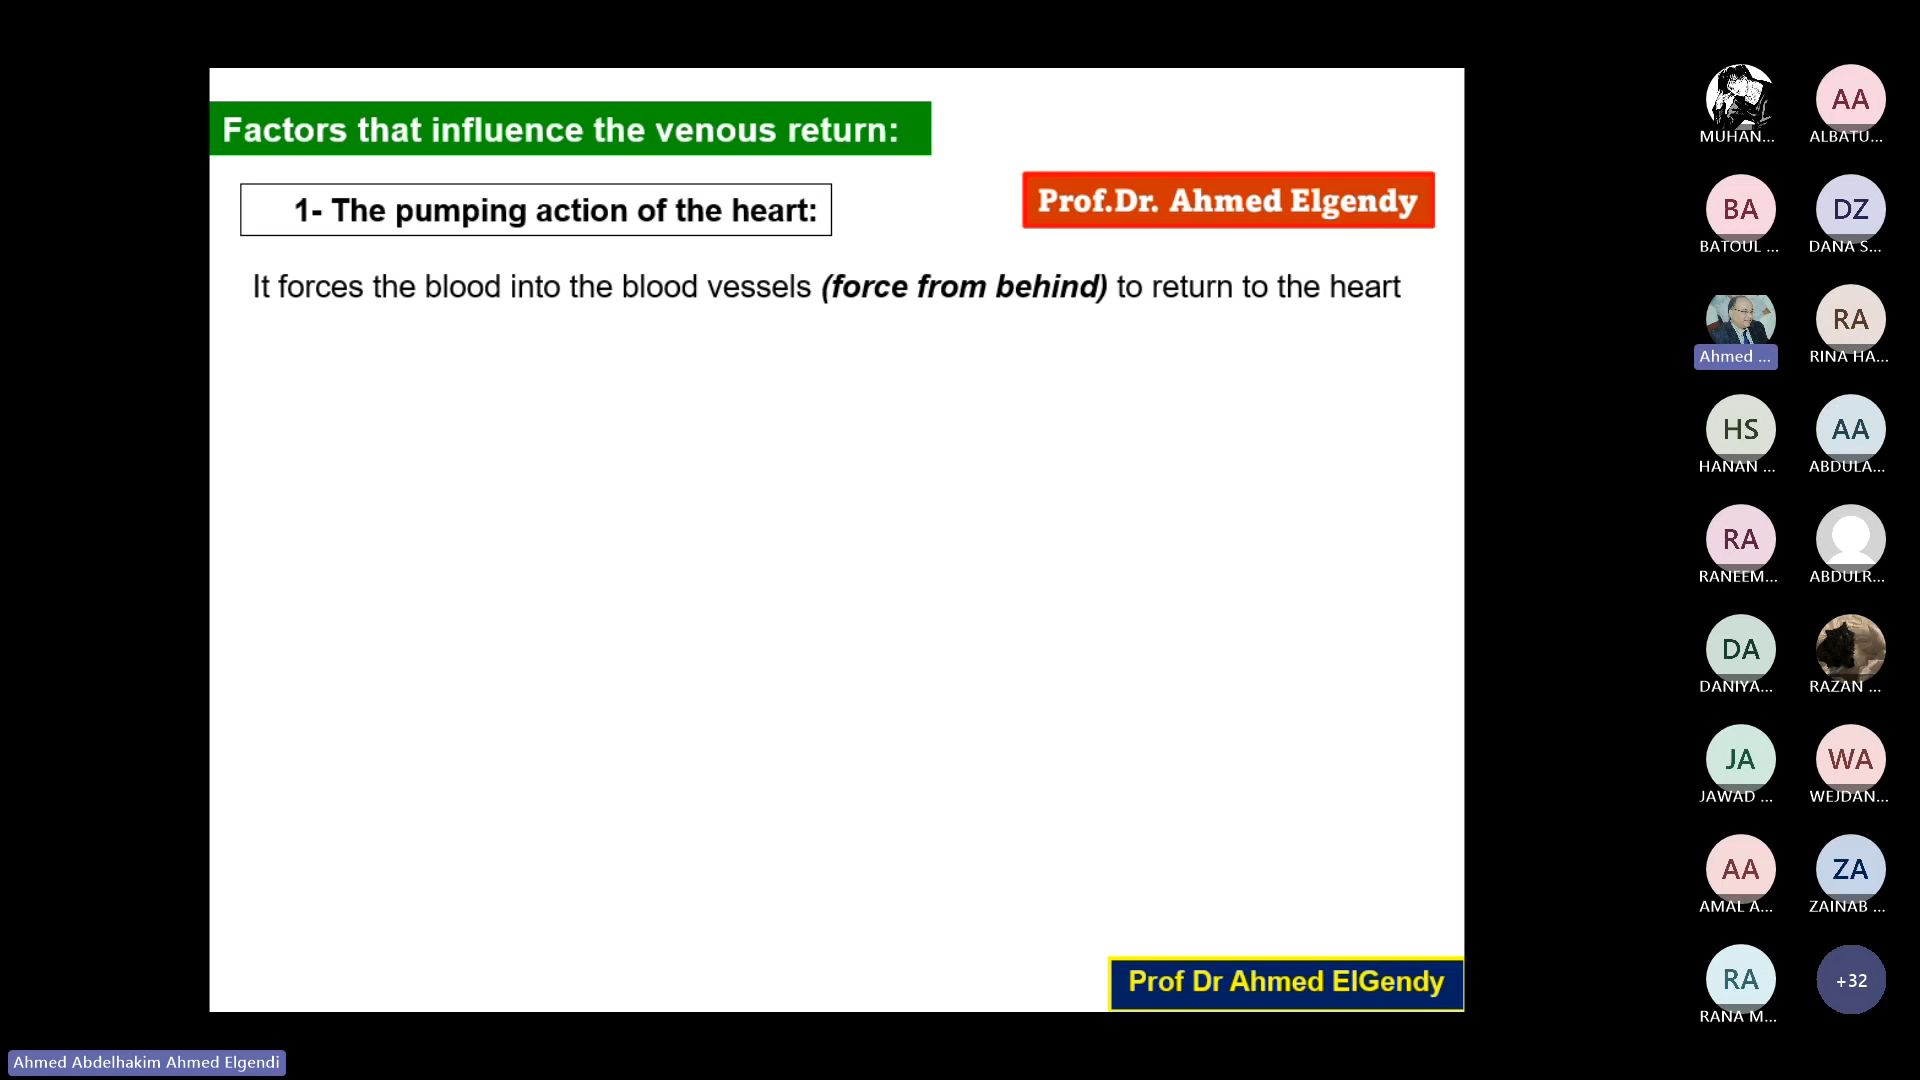 Factors that influence the venous return:
1- The pumping action of the heart:
Prof.Dr. Ahmed Elgendy
It forces the blood into the blood vessels (force from behind) to return to the heart
Prof Dr Ahmed ElGendy
Ahmed Abdelhakim Ahmed Elgendi
MUHAN...
AA
ALBATU...
BA
BATOUL ...
DZ
DANA S...
Ahmed ...
RA
RINA HA...
HS
HANAN ...
AA
ABDULA...
RA
RANEEM...
ABDULR...
DA
DANIYA...
RAZAN ...
JA
JAWAD ...
WA
WEJDAN...
AA
AMAL A...
ZA
ZAINAB ...
RA
RANA M...
+32